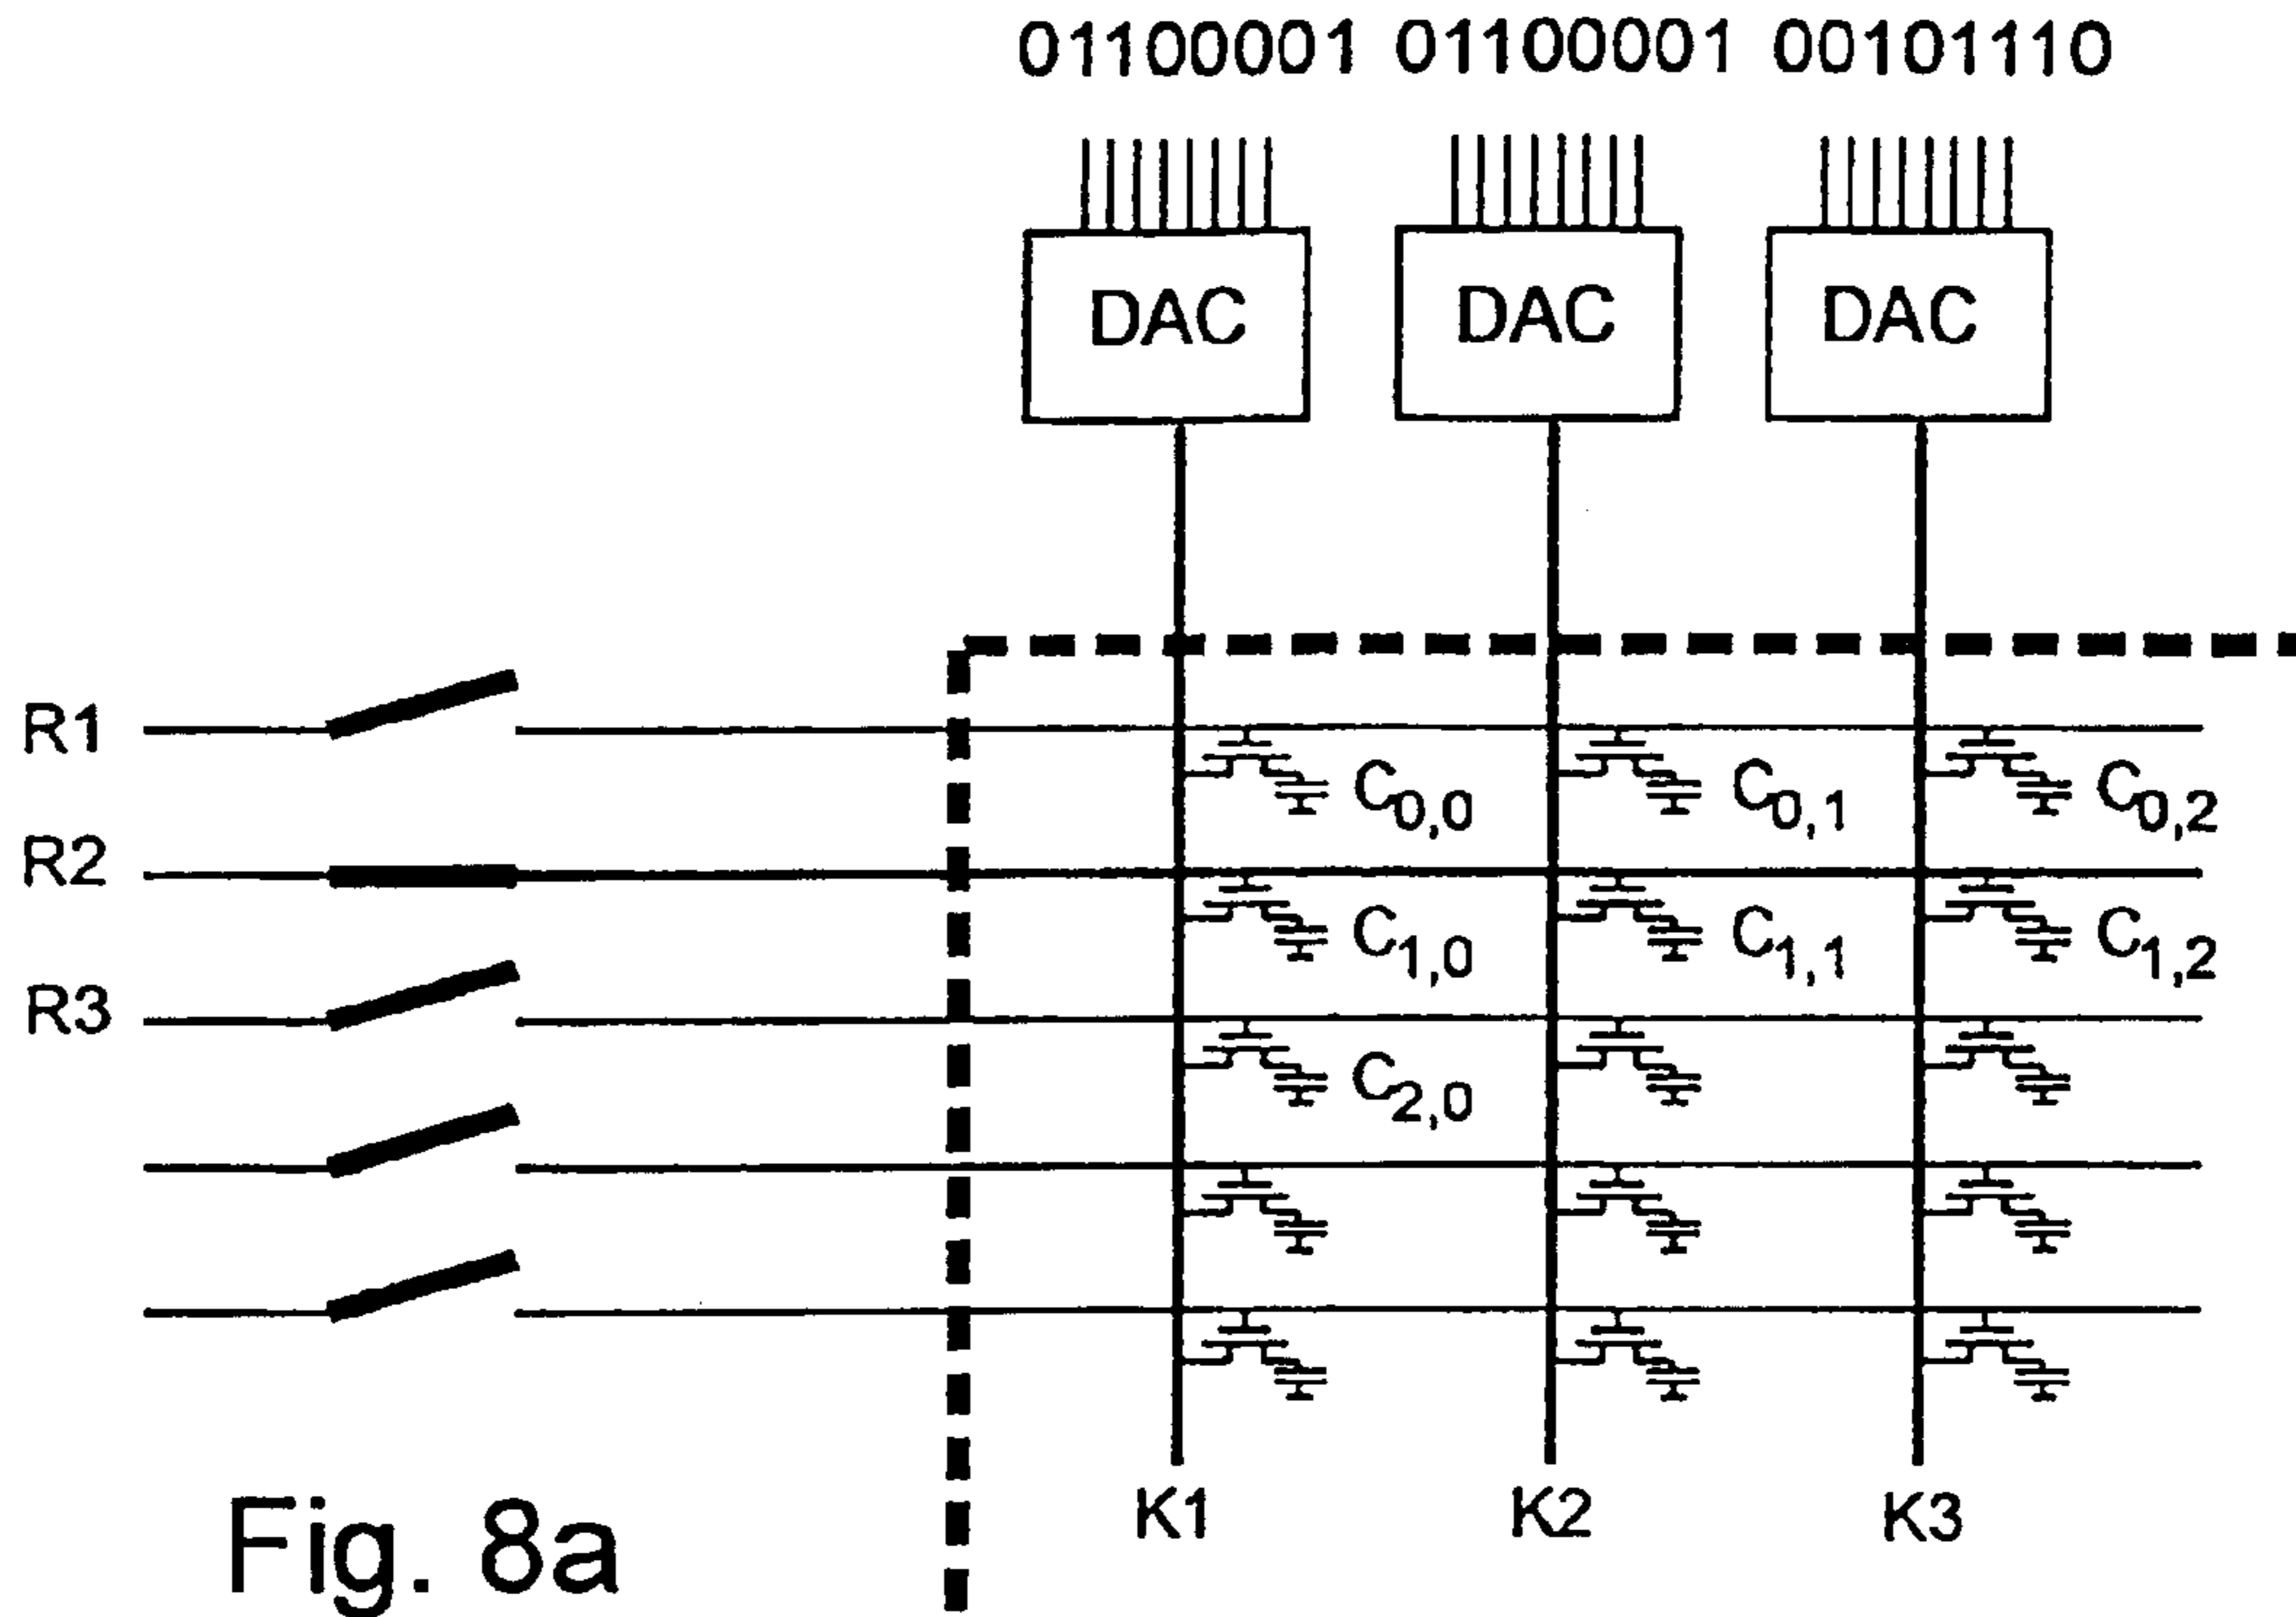 01100001 01100001 00101110
DAC DAC DAC
R1
C0,0 C0,1 C0,2
R2
C1,0 C1,1 C1,2
R3
C2,0
K1 K2 K3
Fig. 8a